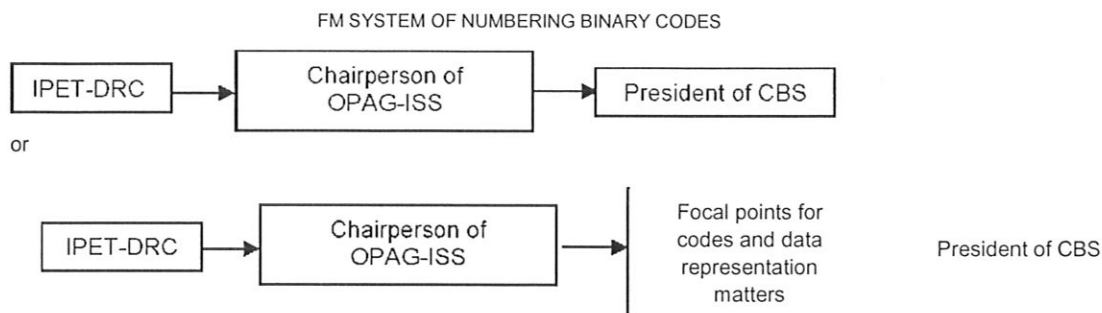 FM SYSTEM OF NUMBERING BINARY CODES
IPET-DRC
Chairperson of
OPAG-ISS
President of CBS
or
IPET-DRC
Chairperson of
OPAG-ISS
Focal points for
codes and data
representation
matters
President of CBS